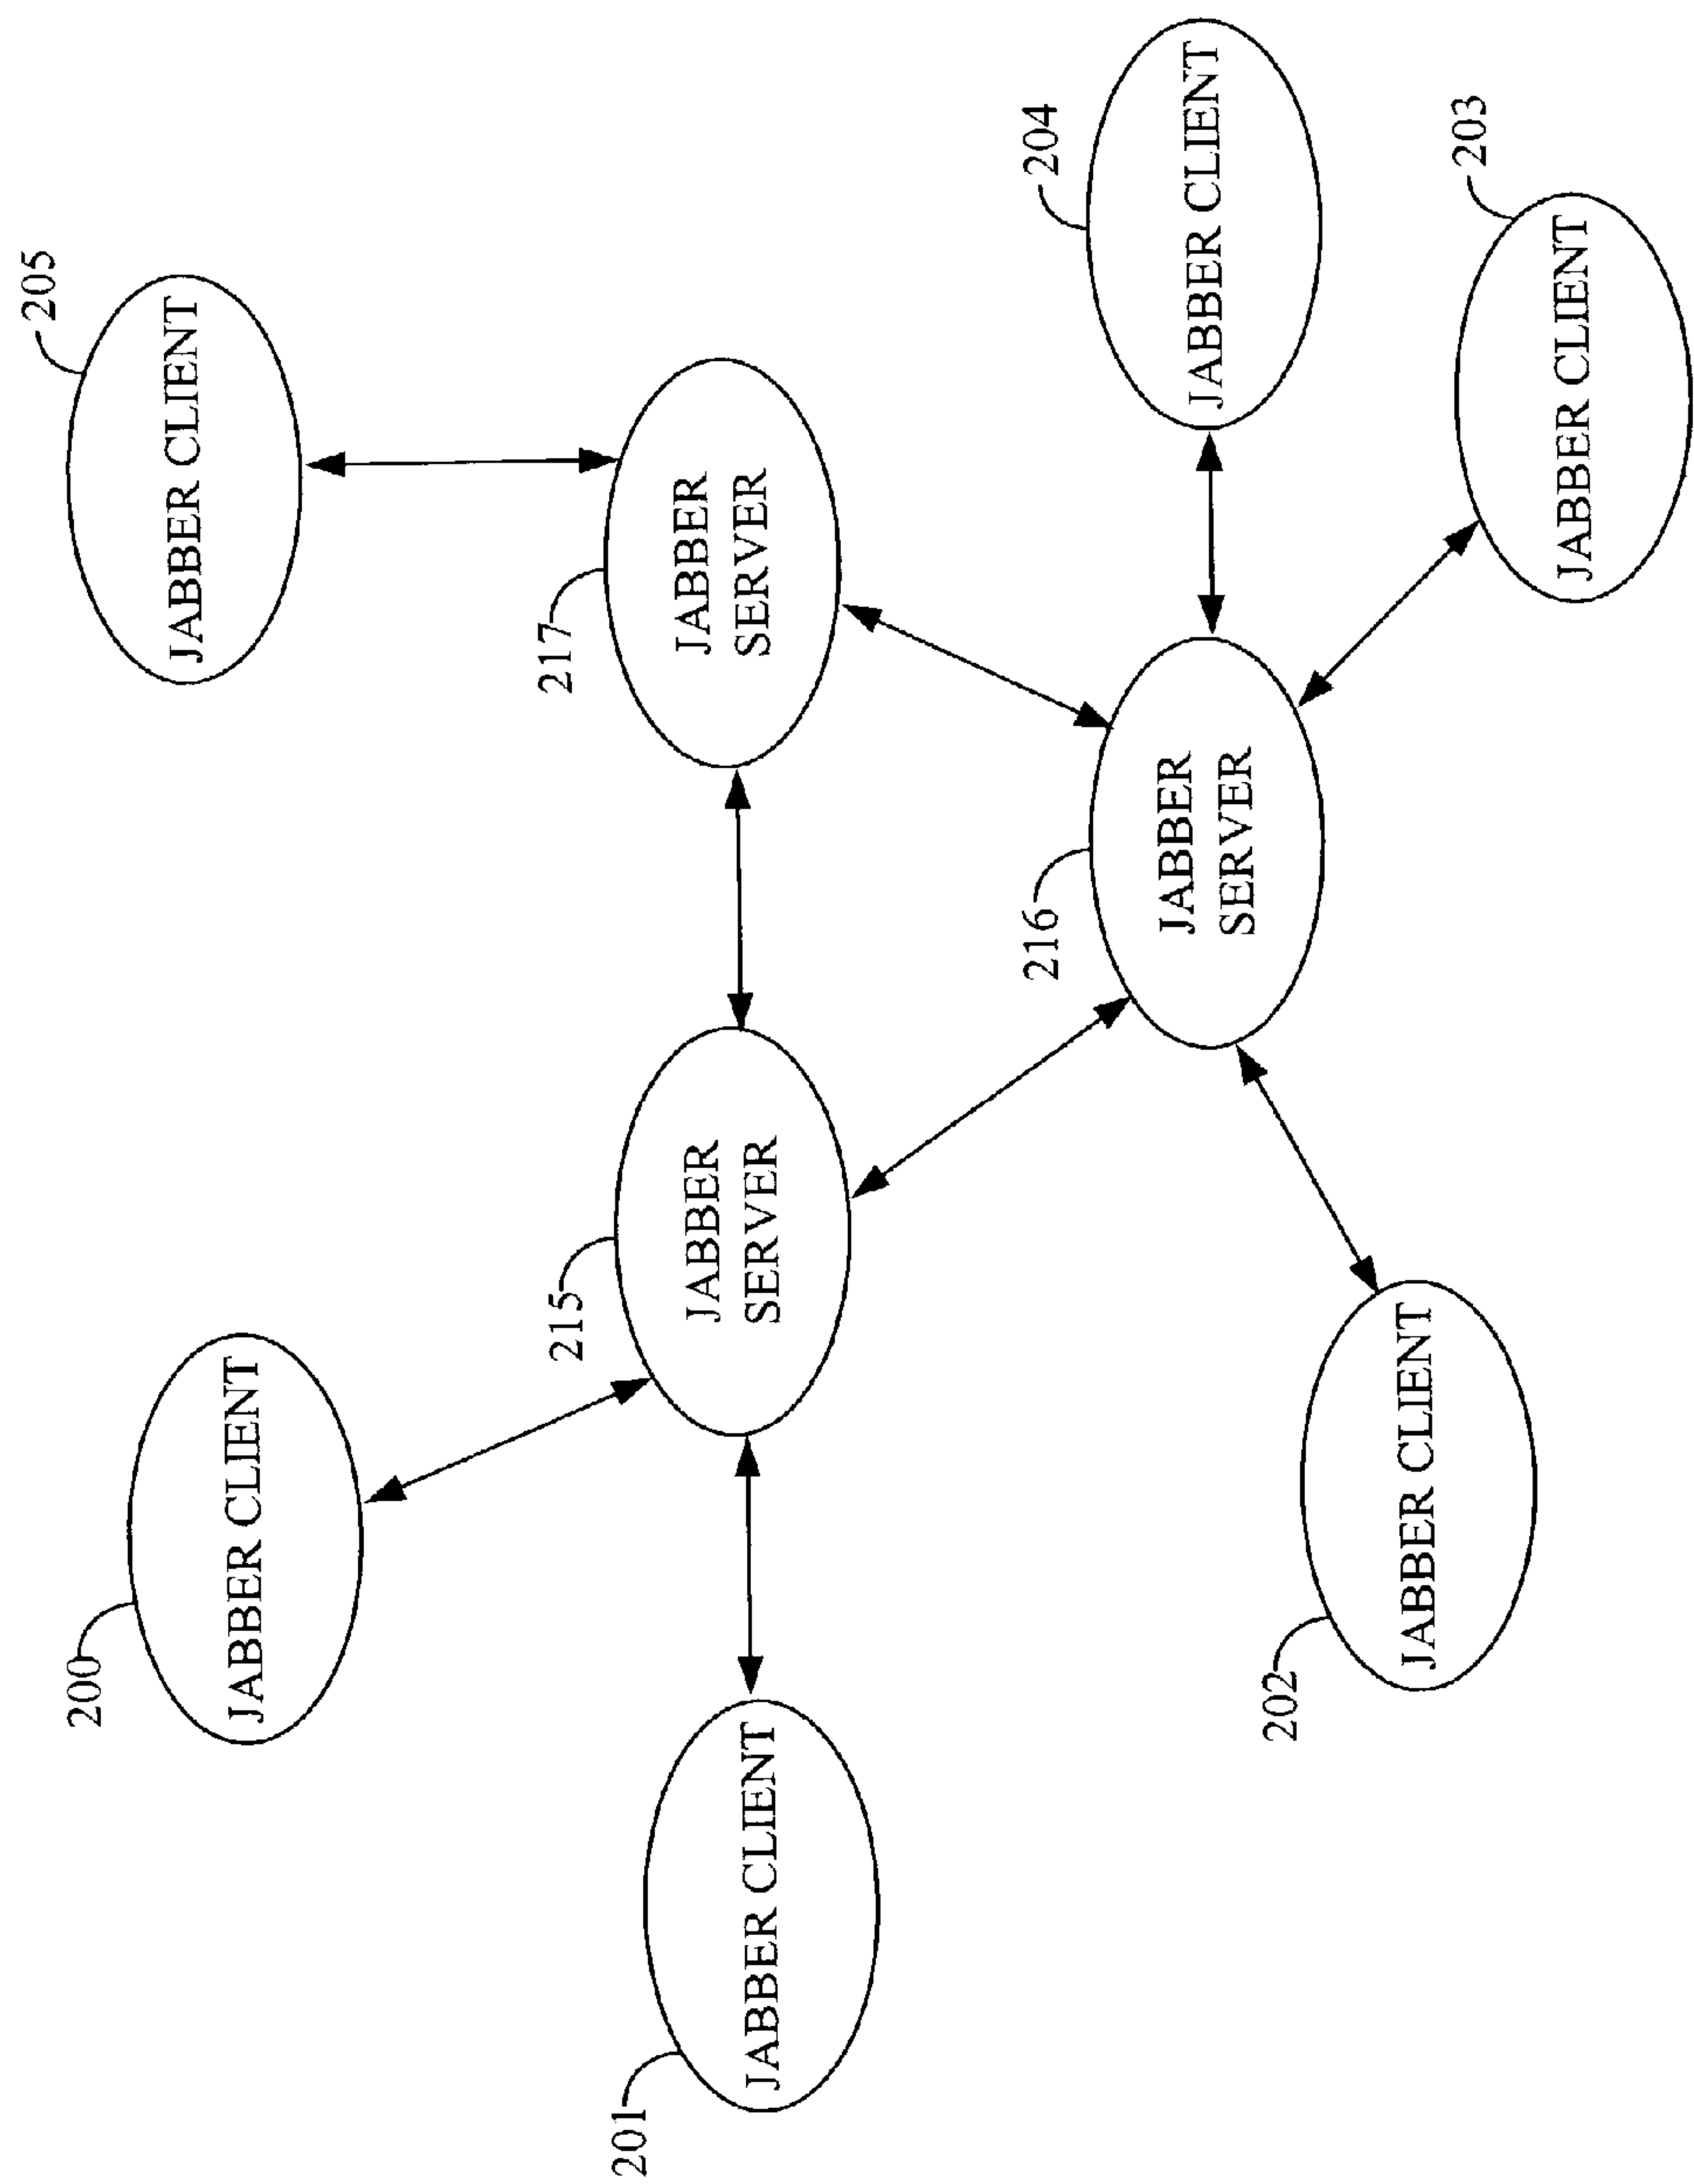 200
JABBER CLIENT
205
JABBER CLIENT
201
JABBER CLIENT
215
JABBER
SERVER
217
JABBER
SERVER
216
JABBER
SERVER
204
JABBER CLIENT
202
JABBER CLIENT
203
JABBER CLIENT